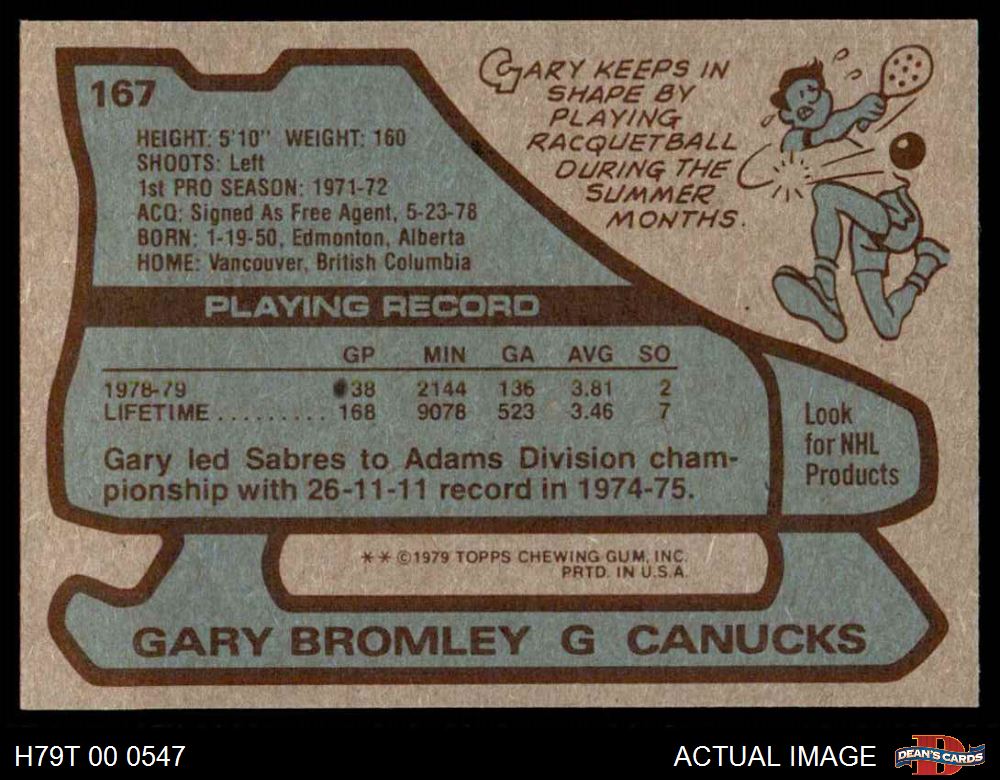 167
HEIGHT: 5'10" WEIGHT: 160
SHOOTS: Left
1st PRO SEASON: 1971-72
ACQ: Signed As Free Agent, 5-23-78
BORN: 1-19-50, Edmonton, Alberta
HOME: Vancouver, British Columbia
GARY KEEPS IN
SHAPE BY
PLAYING
RACQUETBALL
DURING THE
SUMMER
MONTHS.
PLAYING RECORD
GP MIN GA AVG SO
1978-79 38 2144 136 3.81 2
LIFETIME.......... 168 9078 523 3.46 7
Gary led Sabres to Adams Division cham-
pionship with 26-11-11 record in 1974-75.
Look
for NHL
Products
** ©1979 TOPPS CHEWING GUM, INC.
PRTD. IN U.S.A.
GARY BROMLEY G CANUCKS
H79T 00 0547
ACTUAL IMAGE
DEAN'S CARDS